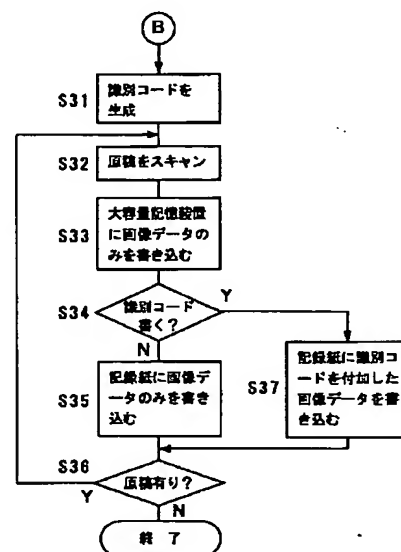 B
S31
識別コードを
生成
S32
原稿をスキャン
S33
大容量記憶装置
に画像データの
みを書き込む
S34
識別コード
書く?
Y
N
S35
記録紙に画像デ
ータのみを書き
込む
S37
記録紙に識別コ
ードを付加した
画像データを書
き込む
S36
原稿有り?
Y
N
終了